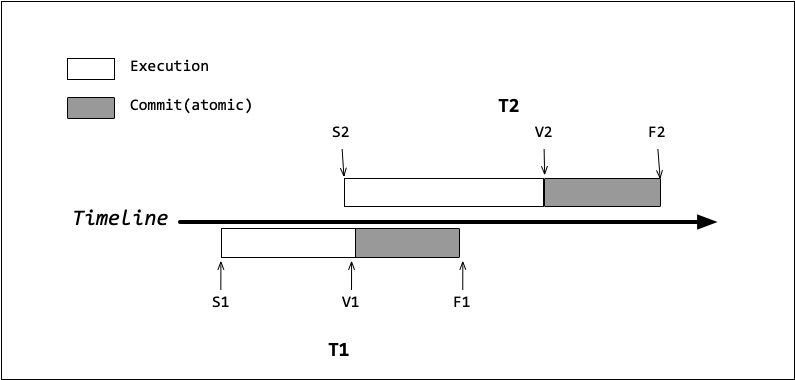 Execution
Commit(atomic)
T2
S2
V2
F2
Timeline
S1
V1
F1
T1